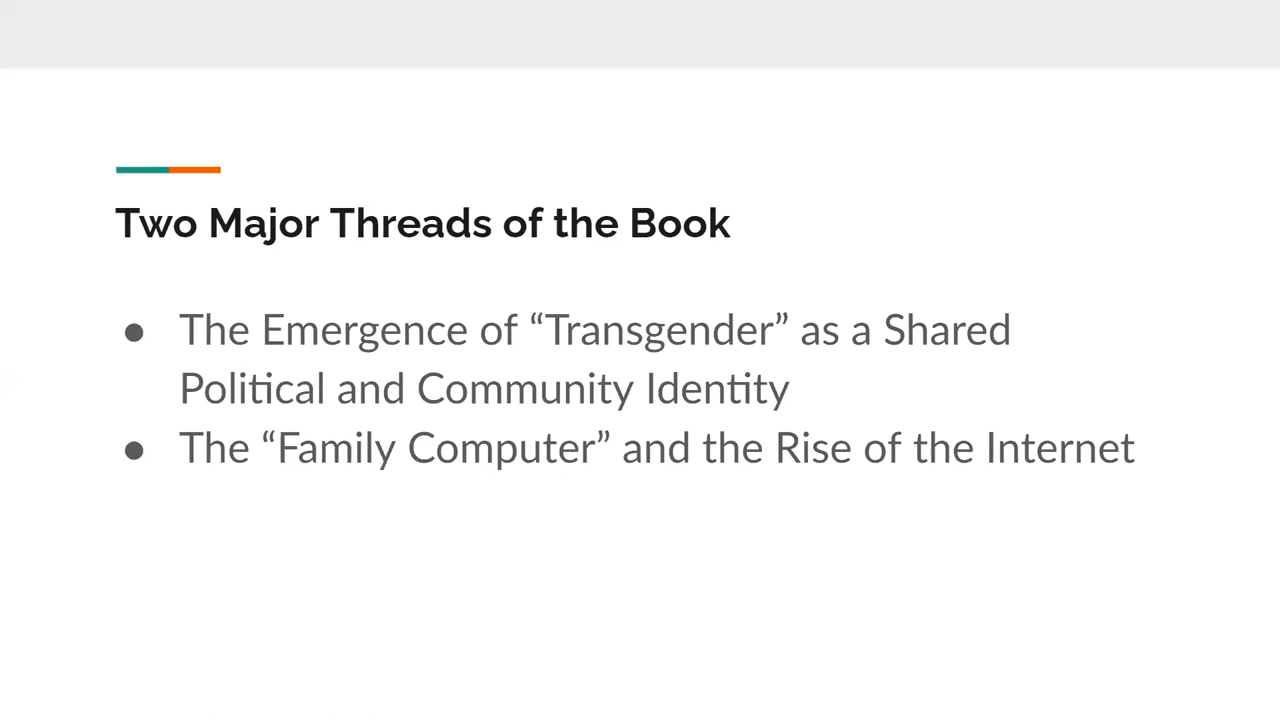 Two Major Threads of the Book
● The Emergence of “Transgender” as a Shared
Political and Community Identity
● The “Family Computer” and the Rise of the Internet